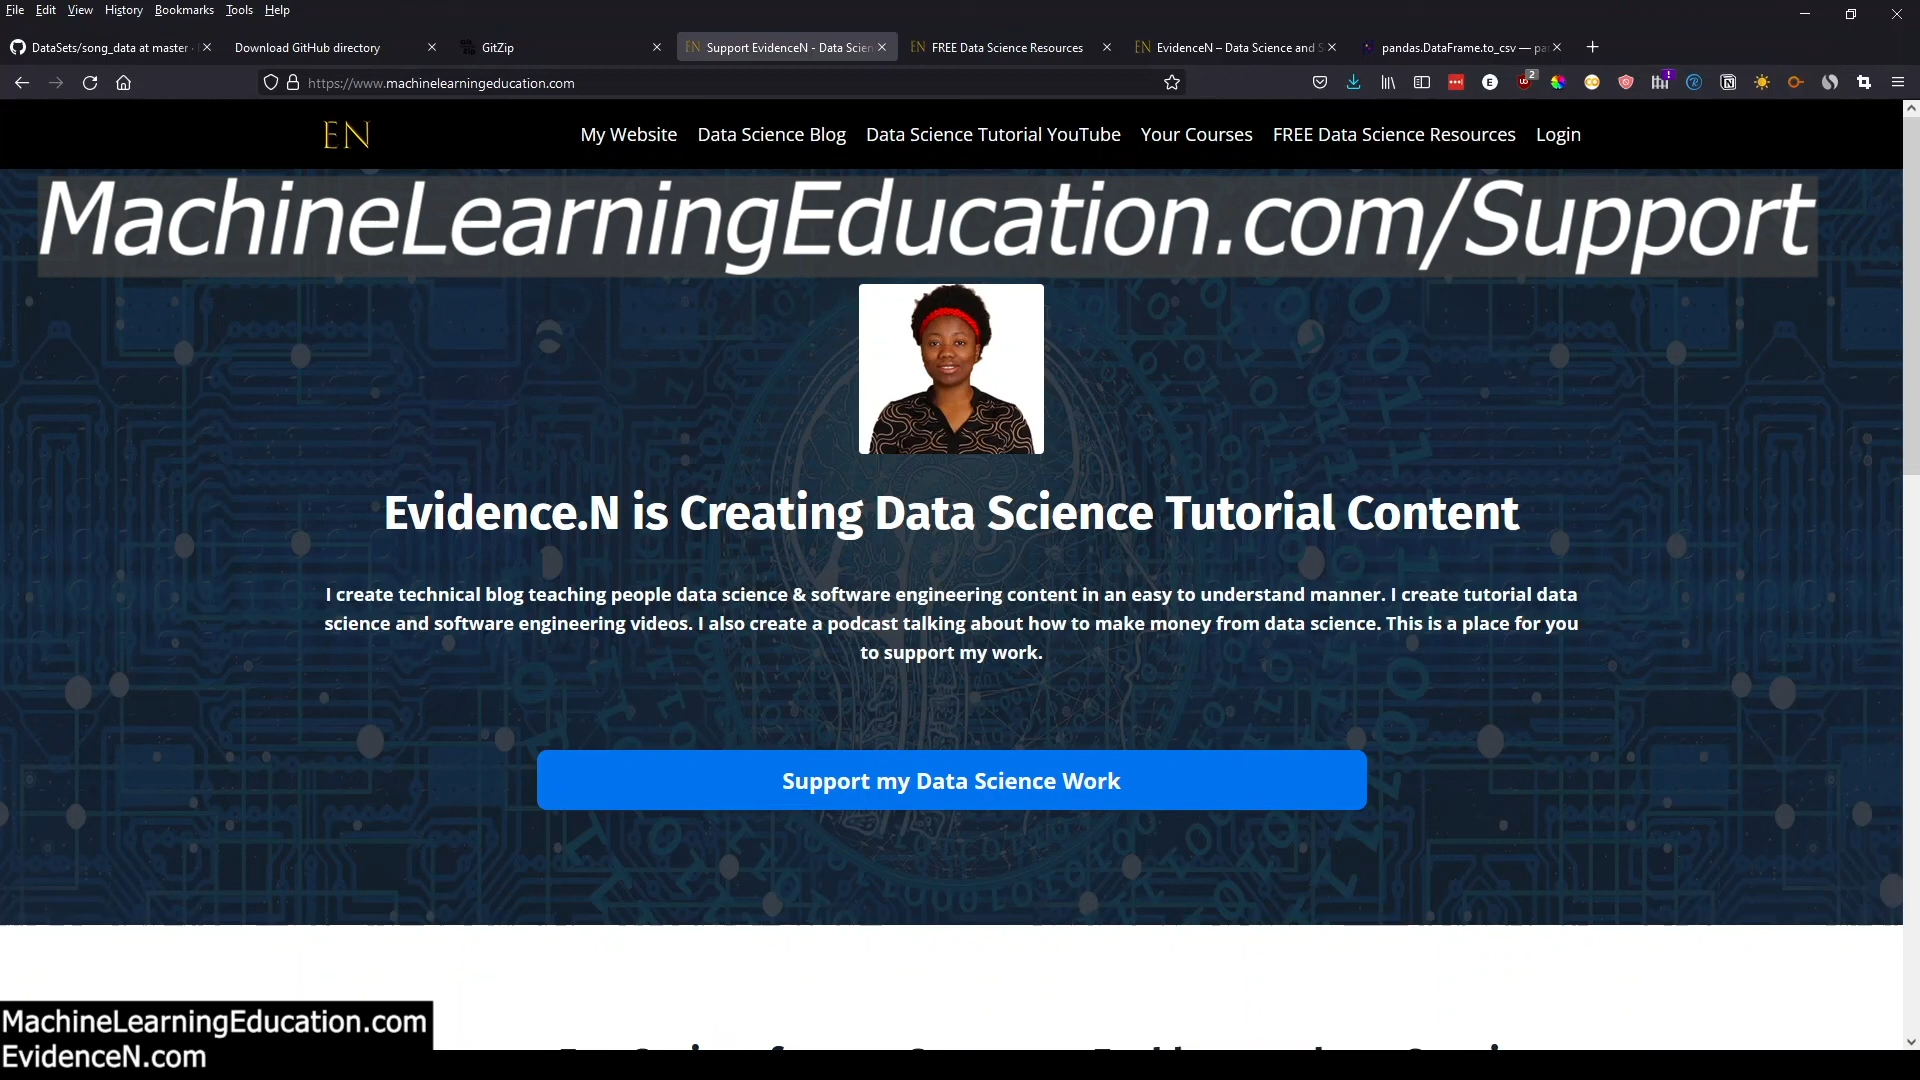 File Edit View History Bookmarks Tools Help
DataSets/song_data at master
Download GitHub directory
GitZip
EN Support EvidenceN - Data Scien
EN FREE Data Science Resources
EN EvidenceN – Data Science and S
pandas.DataFrame.to_csv — pa
https://www.machinelearningeducation.com
EN
My Website Data Science Blog Data Science Tutorial YouTube Your Courses FREE Data Science Resources Login
MachineLearningEducation.com/Support
Evidence.N is Creating Data Science Tutorial Content
I create technical blog teaching people data science & software engineering content in an easy to understand manner. I create tutorial data
science and software engineering videos. I also create a podcast talking about how to make money from data science. This is a place for you
to support my work.
Support my Data Science Work
MachineLearningEducation.com
EvidenceN.com